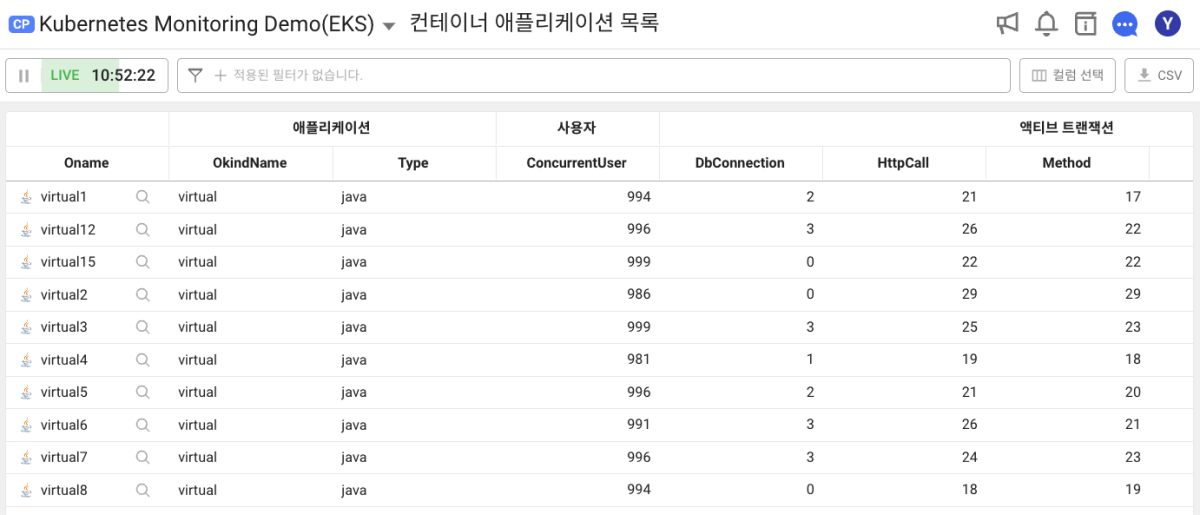 CP Kubernetes Monitoring Demo(EKS) 컨테이너 애플리케이션 목록 Y
LIVE 10:52:22 적용된 필터가 없습니다. 컬럼 선택 CSV
애플리케이션 사용자 액티브 트랜잭션
Oname OkindName Type ConcurrentUser DbConnection HttpCall Method
virtual1 virtual java 994 2 21 17
virtual12 virtual java 996 3 26 22
virtual15 virtual java 999 0 22 22
virtual2 virtual java 986 0 29 29
virtual3 virtual java 999 3 25 23
virtual4 virtual java 981 1 19 18
virtual5 virtual java 996 2 21 20
virtual6 virtual java 991 3 26 21
virtual7 virtual java 996 3 24 23
virtual8 virtual java 994 0 18 19